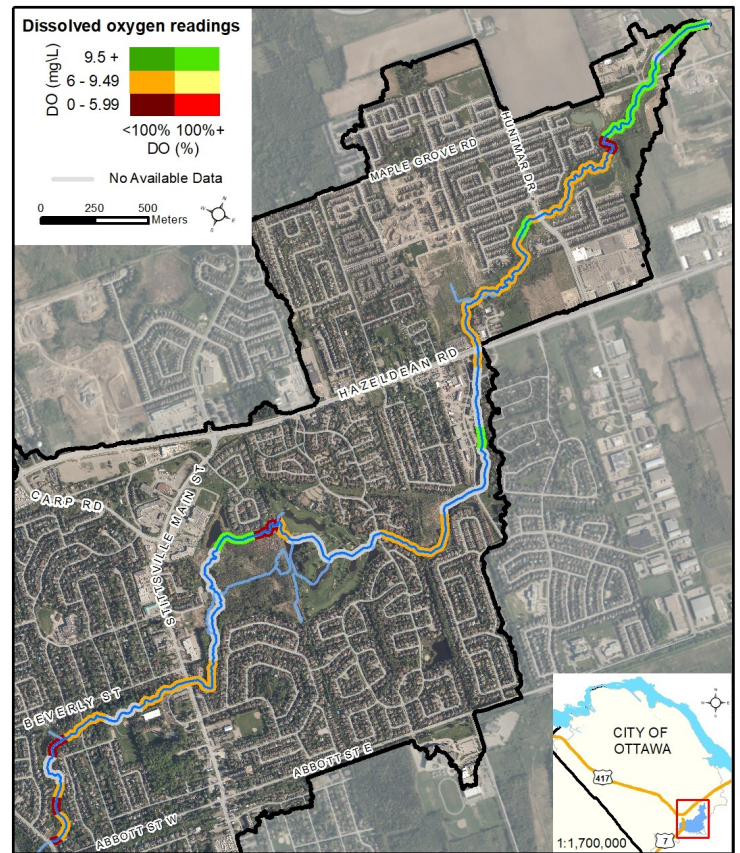 Dissolved oxygen readings
DO (mg\L)
9.5 +
6 - 9.49
0 - 5.99
<100% 100%+
DO (%)
No Available Data
0 250 500
Meters
N
E
S
W
MAPLE GROVE RD
HUNTMAR DR
HAZELDEAN RD
CARP RD
STITTSVILLE MAIN ST
BEVERLY ST
ABBOTT ST E
ABBOTT ST W
CITY OF
OTTAWA
417
7
1:1,700,000